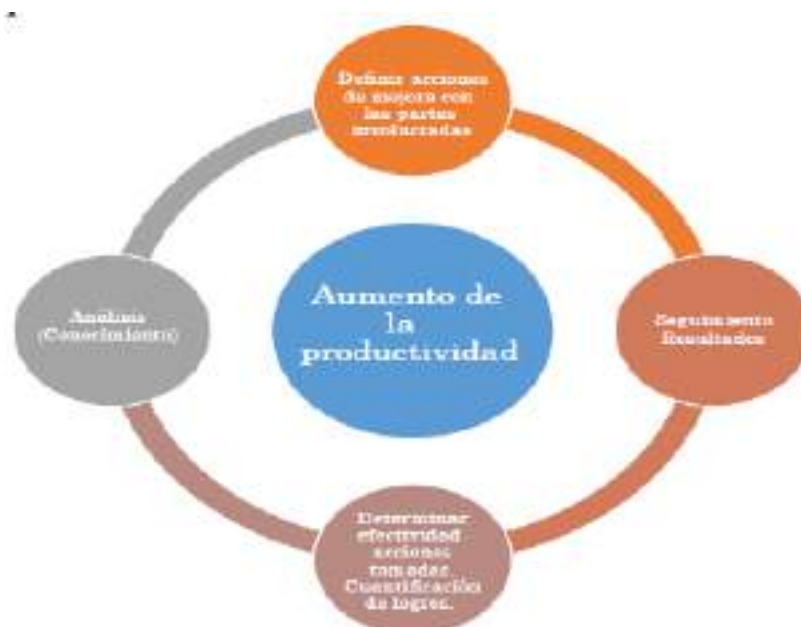 Definir acciones
de mejora con
las partes
involucradas
Aumento de
la
productividad
Análisis
(Conocimiento)
Seguimiento
Resultados
Determinar
efectividad
acciones
tomadas.
Cuantificación
de logros.